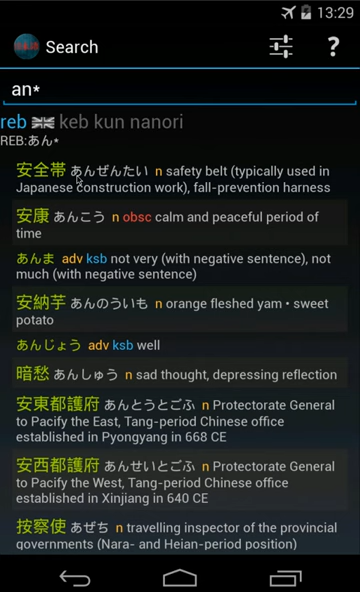 13:29
Search
?
an*
reb keb kun nanori
REB:あん*
安全帯 あんぜんたい n safety belt (typically used in
Japanese construction work), fall-prevention harness
安康 あんこう n obsc calm and peaceful period of
time
あんま adv ksb not very (with negative sentence), not
much (with negative sentence)
安納芋 あんのういも n orange fleshed yam • sweet
potato
あんじょう adv ksb well
暗愁 あんしゅう n sad thought, depressing reflection
安東都護府 あんとうとごふ n Protectorate General
to Pacify the East, Tang-period Chinese office
established in Pyongyang in 668 CE
安西都護府 あんせいとごふ n Protectorate General
to Pacify the West, Tang-period Chinese office
established in Xinjiang in 640 CE
按察使 あぜち n travelling inspector of the provincial
governments (Nara- and Heian-period position)